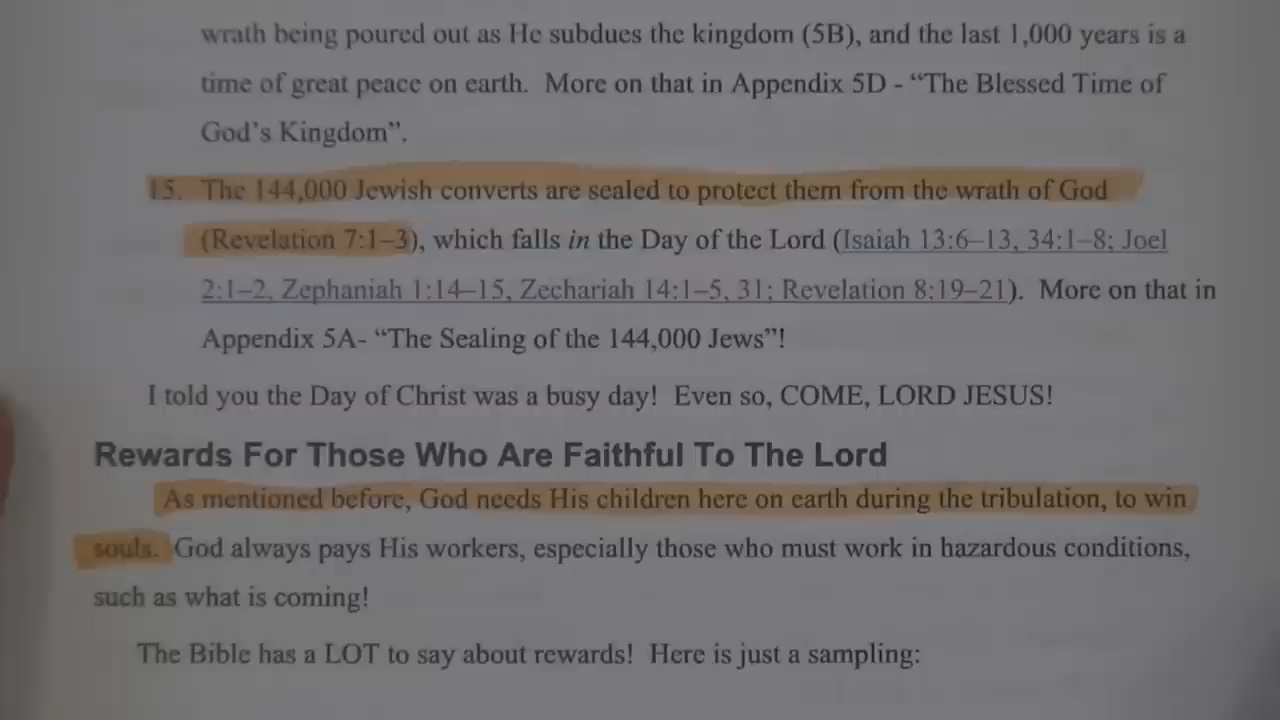 wrath being poured out as He subdues the kingdom (5B), and the last 1,000 years is a
time of great peace on earth. More on that in Appendix 5D - “The Blessed Time of
God’s Kingdom”.
15. The 144,000 Jewish converts are sealed to protect them from the wrath of God
(Revelation 7:1–3), which falls in the Day of the Lord (Isaiah 13:6–13, 34:1–8; Joel
2:1–2, Zephaniah 1:14–15, Zechariah 14:1–5, 31; Revelation 8:19–21). More on that in
Appendix 5A- “The Sealing of the 144,000 Jews”!
I told you the Day of Christ was a busy day! Even so, COME, LORD JESUS!
Rewards For Those Who Are Faithful To The Lord
As mentioned before, God needs His children here on earth during the tribulation, to win
souls. God always pays His workers, especially those who must work in hazardous conditions,
such as what is coming!
The Bible has a LOT to say about rewards! Here is just a sampling: